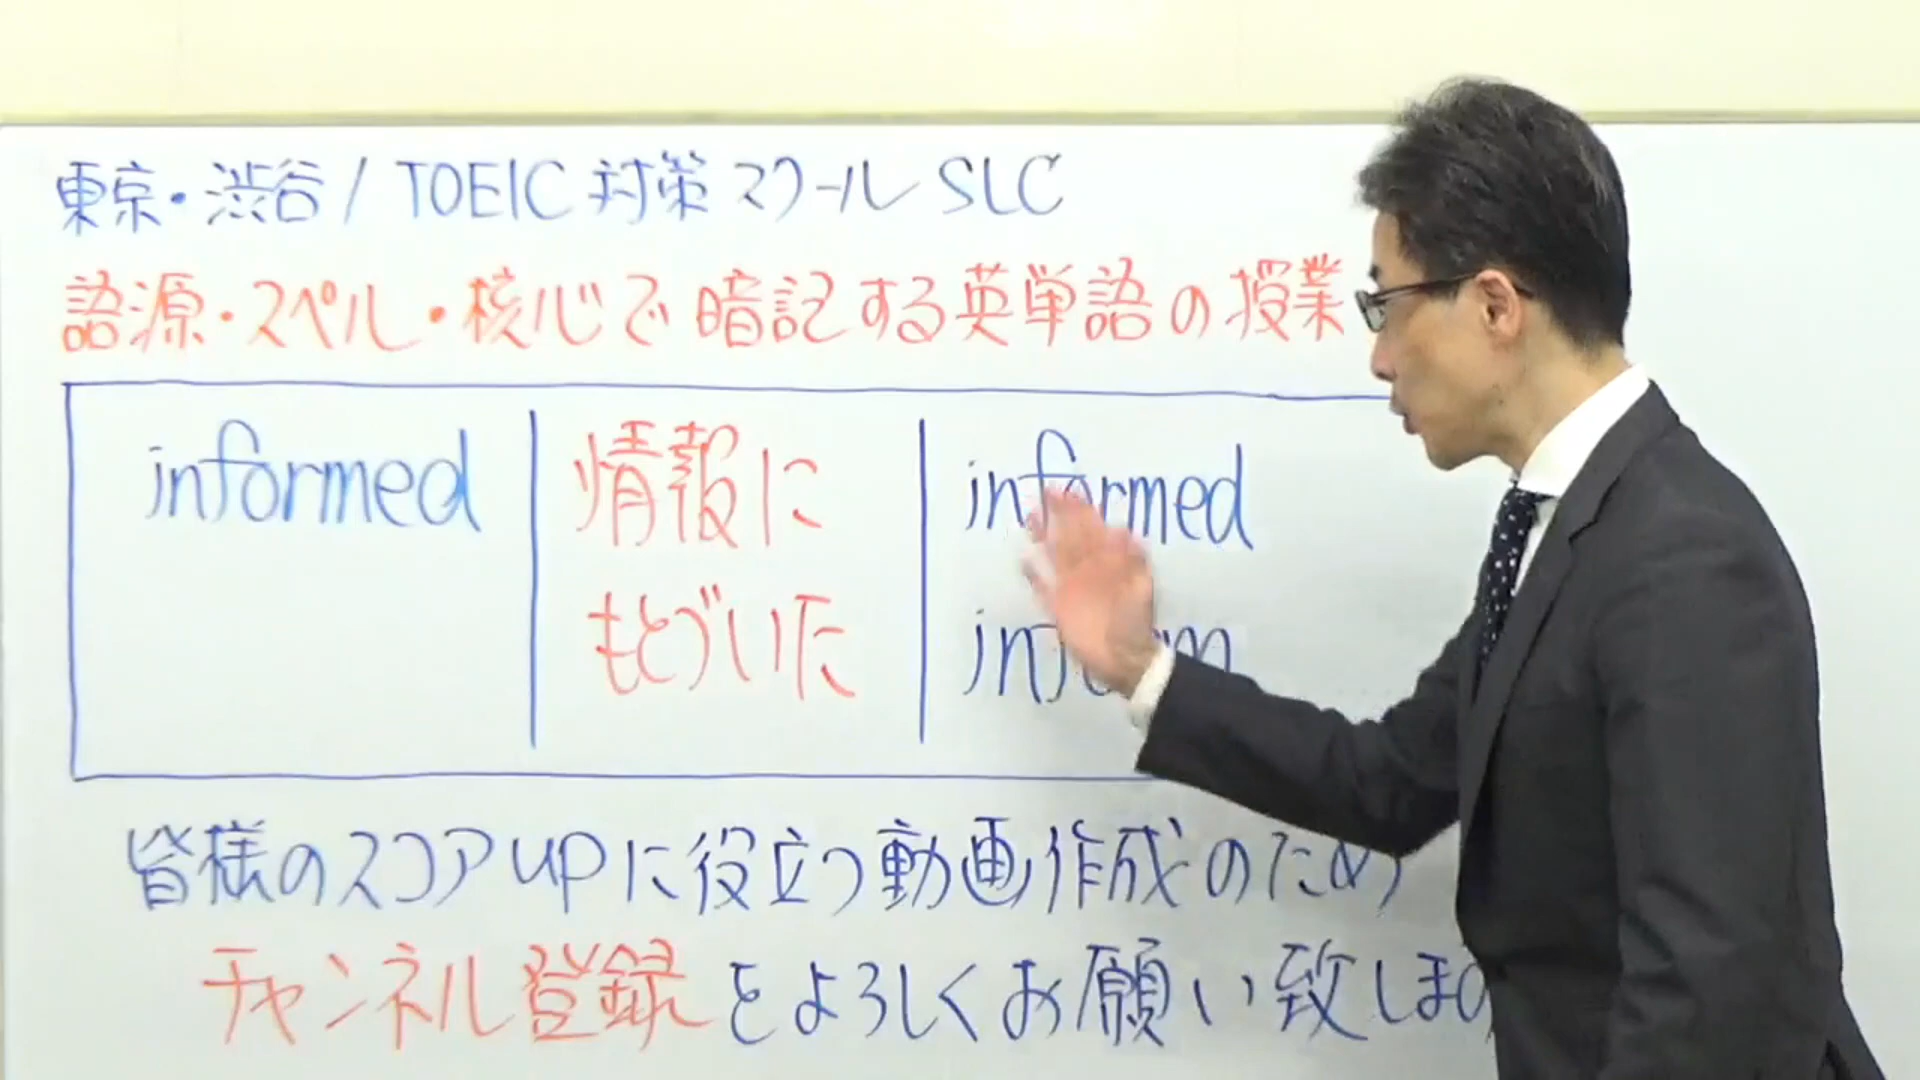 東京・渋谷 / TOEIC 対策スクール SLC
語源・スペル・核心で暗記する英単語の授業
informed
情報に
もとづいた
informed
inform
皆様のスコアUPに役立つ動画作成のため
チャンネル登録をよろしくお願い致しま